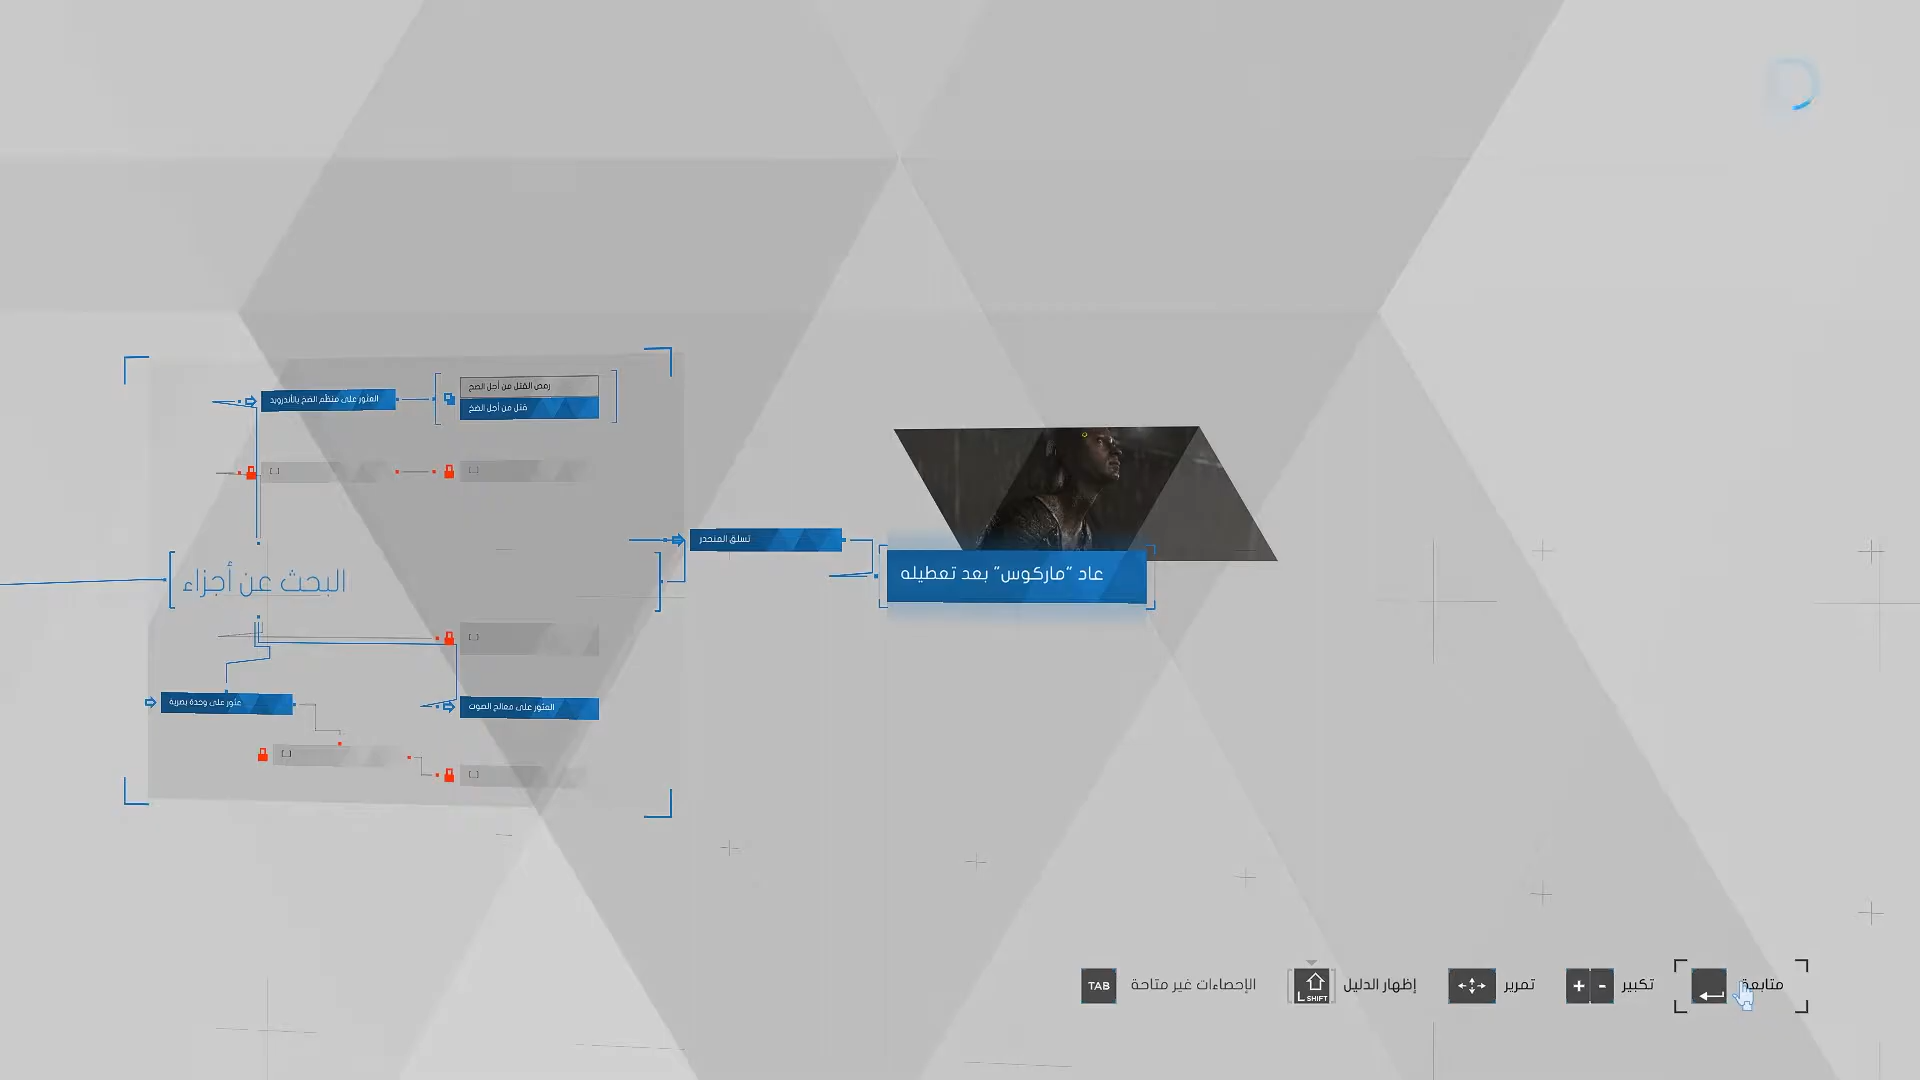 رفض القتل من أجل الضخ
العثور على منظّم الضخ بالأندرويد
قتل من أجل الضخ
[...]
[...]
تسلق المنحدر
عاد "ماركوس" بعد تعطيله
البحث عن أجزاء
[...]
عثور على وحدة بصرية
العثور على معالج الصوت
[...]
[...]
TAB
الإحصاءات غير متاحة
L SHIFT
إظهار الدليل
تمرير
+ -
تكبير
متابعة